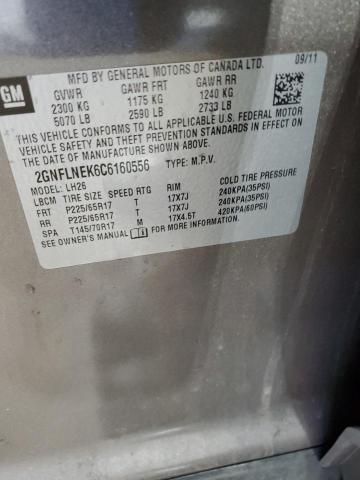 GM
MFD BY GENERAL MOTORS OF CANADA LTD. 09/11
GVWR GAWR FRT GAWR RR
2300 KG 1175 KG 1240 KG
5070 LB 2590 LB 2733 LB
THIS VEHICLE CONFORMS TO ALL APPLICABLE U.S. FEDERAL MOTOR
VEHICLE SAFETY AND THEFT PREVENTION STANDARDS IN EFFECT ON
THE DATE OF MANUFACTURE SHOWN ABOVE.
2GNFLNEK6C6160556 TYPE: M.P.V.
MODEL: LH26
LBCM TIRE SIZE SPEED RTG RIM COLD TIRE PRESSURE
FRT P225/65R17 T 17X7J 240KPA(35PSI)
RR P225/65R17 T 17X7J 240KPA(35PSI)
SPA T145/70R17 M 17X4.5T 420KPA(60PSI)
SEE OWNER'S MANUAL FOR MORE INFORMATION.